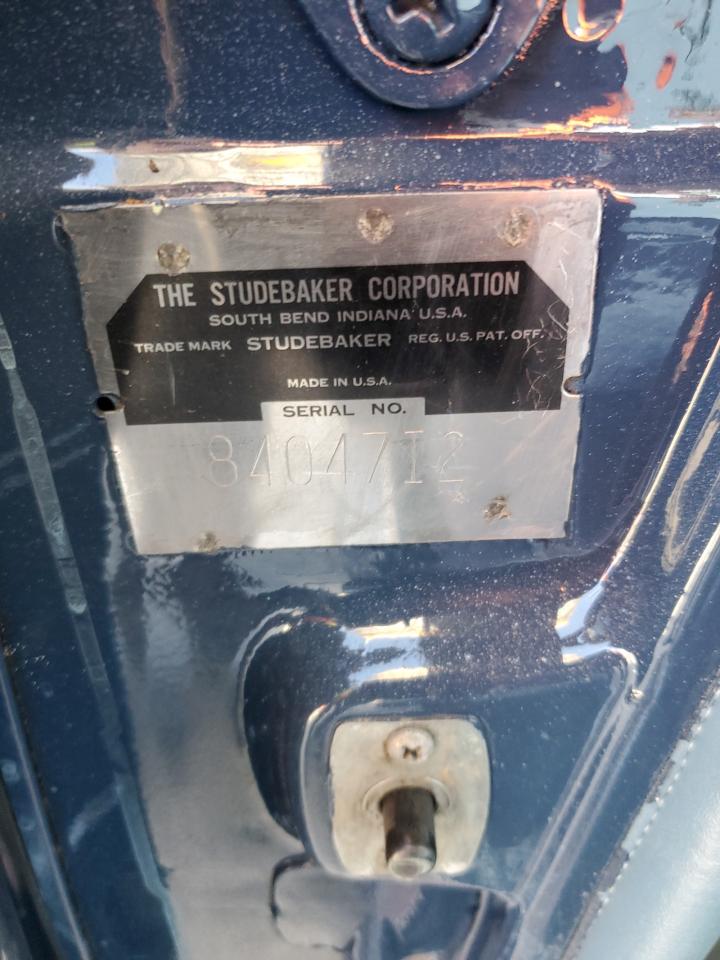 THE STUDEBAKER CORPORATION
SOUTH BEND INDIANA U.S.A.
TRADE MARK STUDEBAKER REG. U.S. PAT. OFF.
MADE IN U.S.A.
SERIAL NO.
8404712